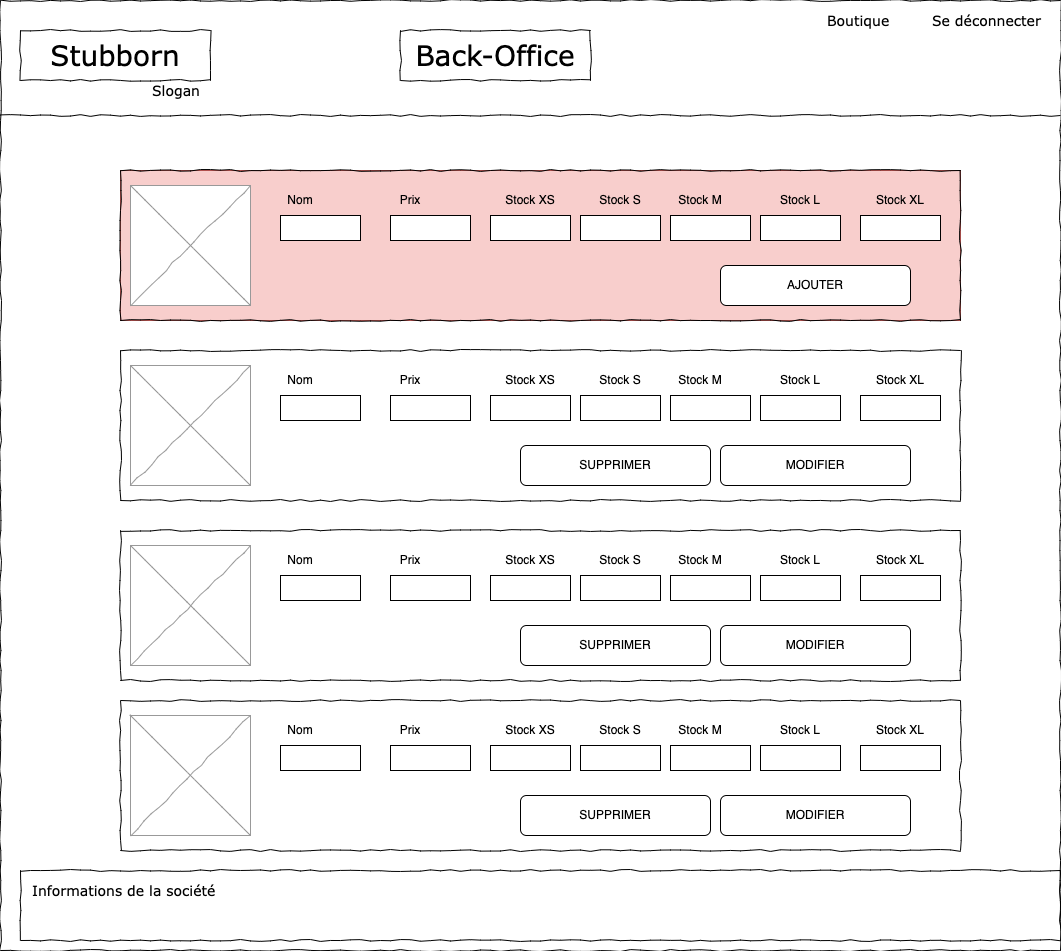 Boutique Se déconnecter
Stubborn Back-Office
Slogan
Nom Prix Stock XS Stock S Stock M Stock L Stock XL
AJOUTER
Nom Prix Stock XS Stock S Stock M Stock L Stock XL
SUPPRIMER MODIFIER
Nom Prix Stock XS Stock S Stock M Stock L Stock XL
SUPPRIMER MODIFIER
Nom Prix Stock XS Stock S Stock M Stock L Stock XL
SUPPRIMER MODIFIER
Informations de la société